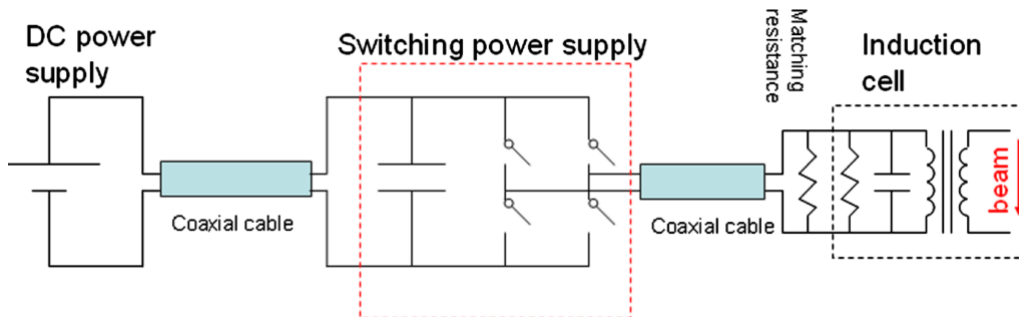 DC power
supply
Switching power supply
Matching
resistance
Induction
cell
Coaxial cable
Coaxial cable
beam